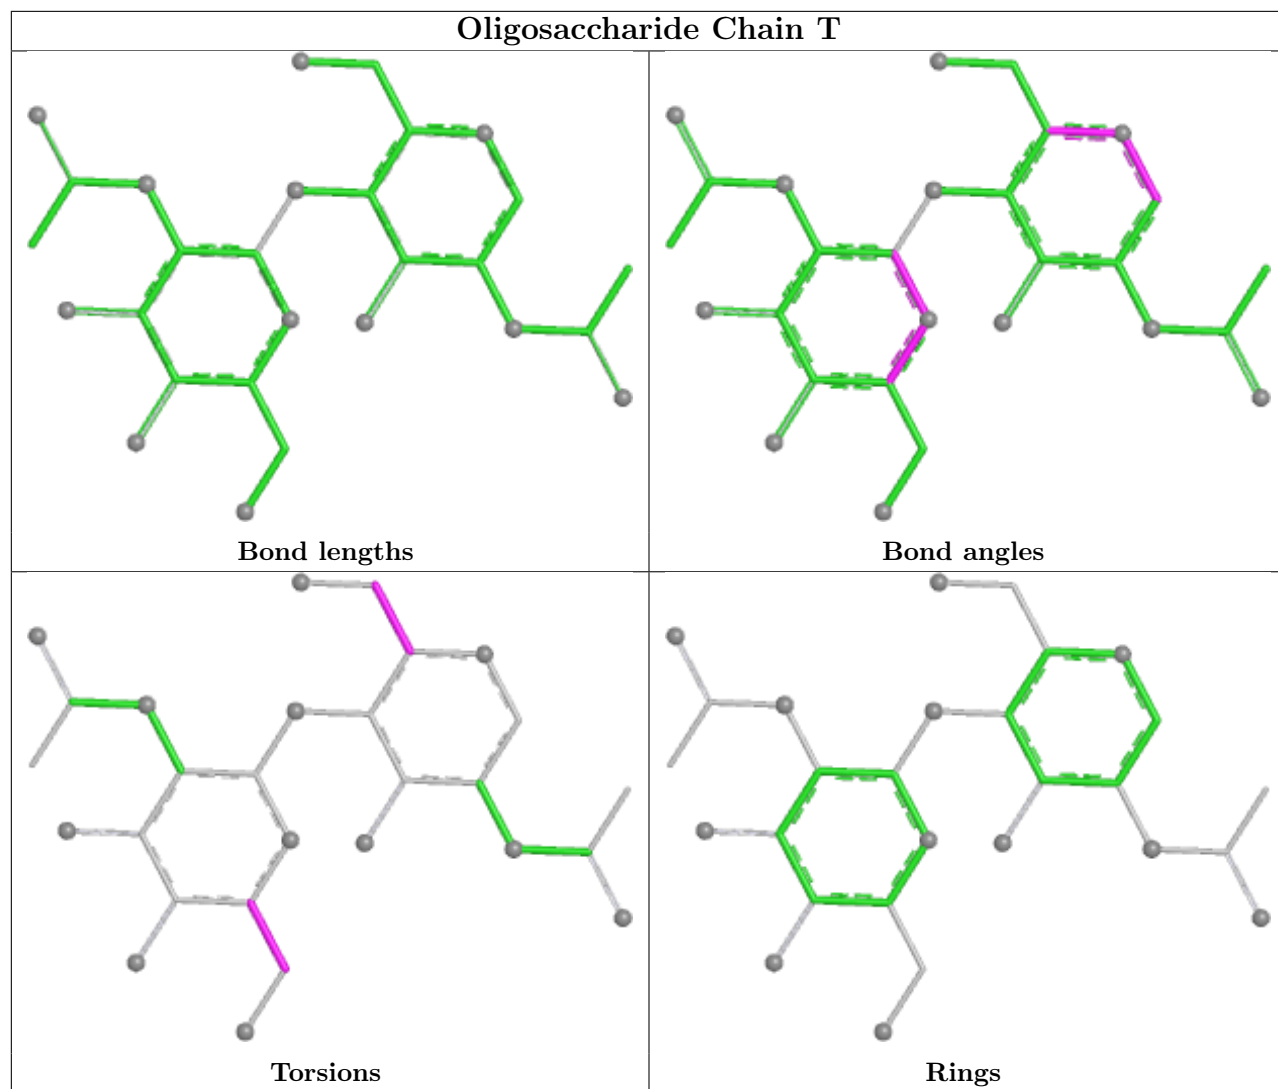 Oligosaccharide Chain T
Bond lengths
Bond angles
Torsions
Rings